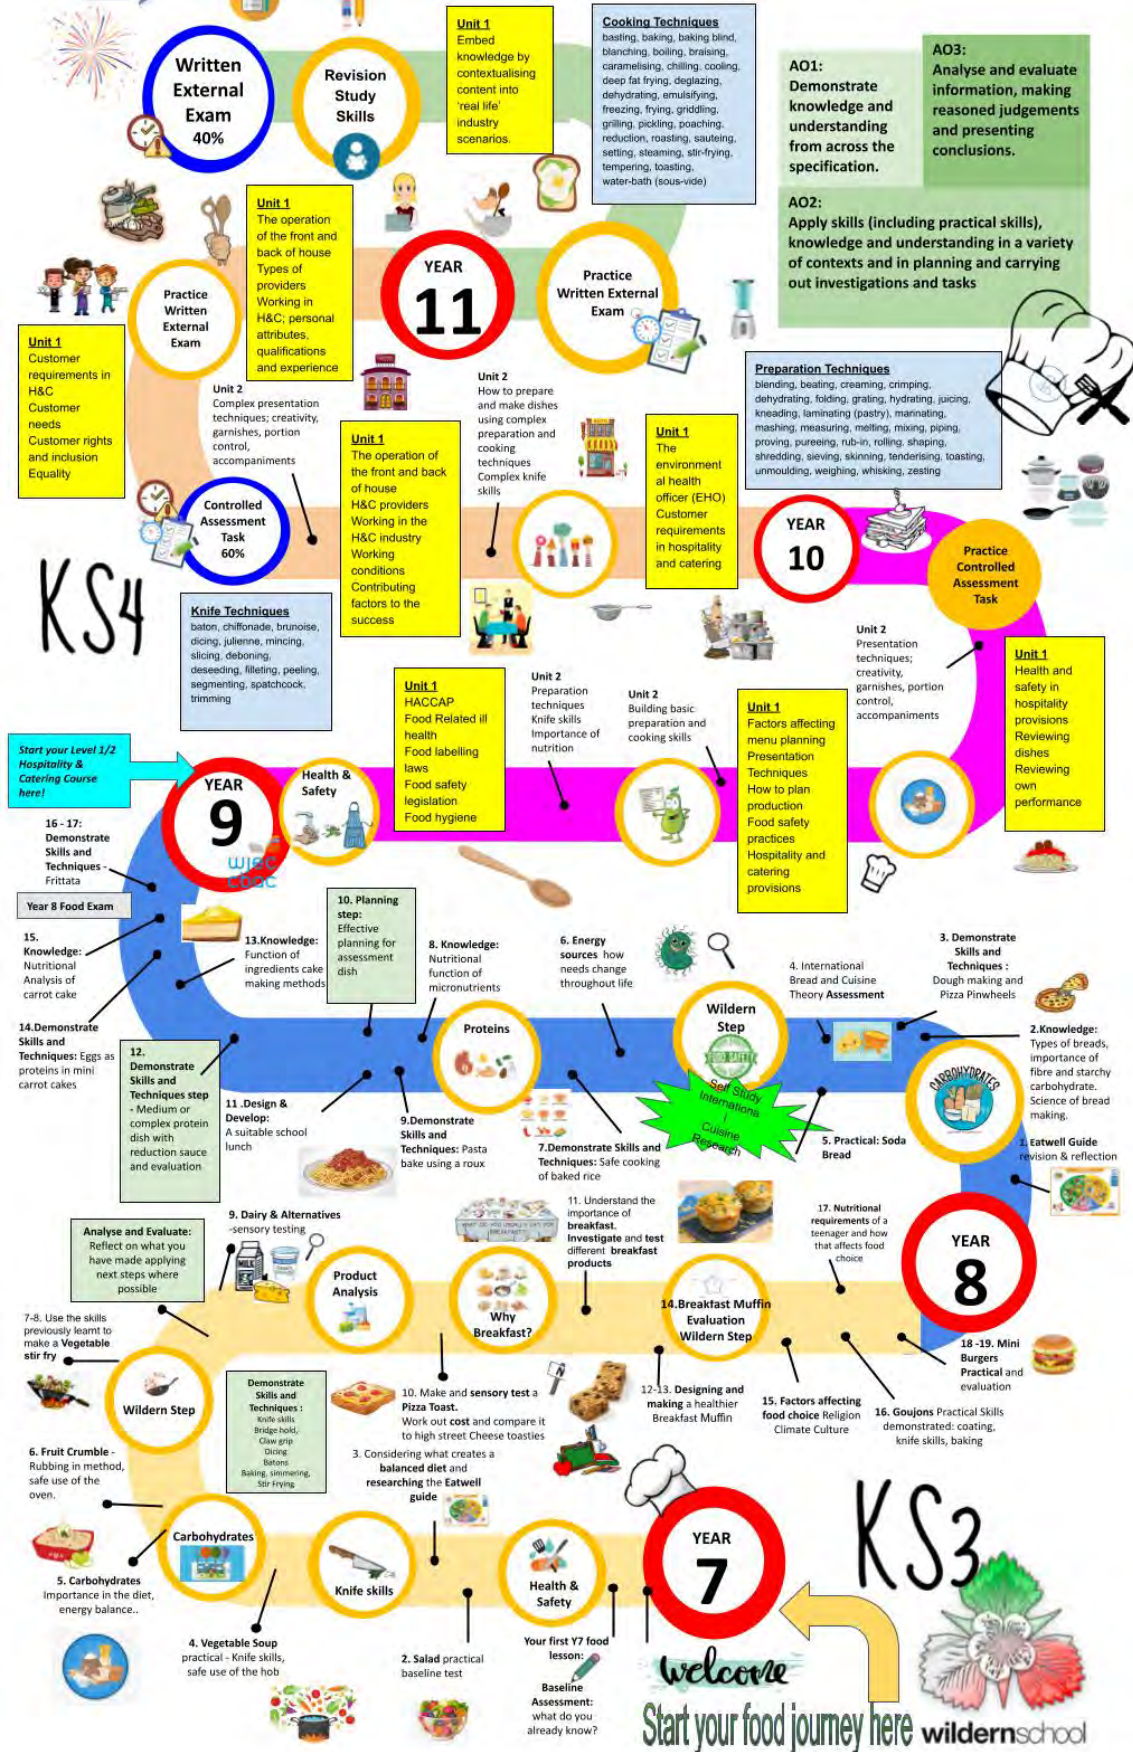 Written
External
Exam
40%
Revision
Study
Skills
Unit 1
Embed
knowledge by
contextualising
content into
'real life'
industry
scenarios.
Cooking Techniques
basting, baking, baking blind,
blanching, boiling, braising,
caramelising, chilling, cooling,
deep fat frying, deglazing,
dehydrating, emulsifying,
freezing, frying, griddling,
grilling, pickling, poaching,
reduction, roasting, sauteing,
setting, steaming, stir-frying,
tempering, toasting,
water-bath (sous-vide)
AO1:
Demonstrate
knowledge and
understanding
from across the
specification.
AO3:
Analyse and evaluate
information, making
reasoned judgements
and presenting
conclusions.
AO2:
Apply skills (including practical skills),
knowledge and understanding in a variety
of contexts and in planning and carrying
out investigations and tasks
Unit 1
The operation
of the front and
back of house
Types of
providers
Working in
H&C; personal
attributes,
qualifications
and experience
YEAR
11
Practice
Written External
Exam
Practice
Written
External
Exam
Unit 1
Customer
requirements in
H&C
Customer
needs
Customer rights
and inclusion
Equality
Unit 2
Complex presentation
techniques; creativity,
garnishes, portion
control,
accompaniments
Unit 1
The operation of
the front and back
of house
H&C providers
Working in the
H&C industry
Working
conditions
Contributing
factors to the
success
Unit 2
How to prepare
and make dishes
using complex
preparation and
cooking
techniques
Complex knife
skills
Unit 1
The
environment
al health
officer (EHO)
Customer
requirements
in hospitality
and catering
Preparation Techniques
blending, beating, creaming, crimping,
dehydrating, folding, grating, hydrating, juicing,
kneading, laminating (pastry), marinating,
mashing, measuring, melting, mixing, piping,
proving, pureeing, rub-in, rolling, shaping,
shredding, sieving, skinning, tenderising, toasting,
unmoulding, weighing, whisking, zesting
Controlled
Assessment
Task
60%
YEAR
10
Practice
Controlled
Assessment
Task
KS4
Knife Techniques
baton, chiffonade, brunoise,
dicing, julienne, mincing,
slicing, deboning,
deseeding, filleting, peeling,
segmenting, spatchcock,
trimming
Unit 1
HACCAP
Food Related ill
health
Food labelling
laws
Food safety
legislation
Food hygiene
Unit 2
Preparation
techniques
Knife skills
Importance of
nutrition
Unit 2
Building basic
preparation and
cooking skills
Unit 1
Factors affecting
menu planning
Presentation
Techniques
How to plan
production
Food safety
practices
Hospitality and
catering
provisions
Unit 2
Presentation
techniques;
creativity,
garnishes, portion
control,
accompaniments
Unit 1
Health and
safety in
hospitality
provisions
Reviewing
dishes
Reviewing
own
performance
Start your Level 1/2
Hospitality &
Catering Course
here!
YEAR
9
wjec
cbac
Health &
Safety
16 - 17:
Demonstrate
Skills and
Techniques -
Frittata
Year 8 Food Exam
15.
Knowledge:
Nutritional
Analysis of
carrot cake
14.Demonstrate
Skills and
Techniques: Eggs as
proteins in mini
carrot cakes
13.Knowledge:
Function of
ingredients cake
making methods
12.
Demonstrate
Skills and
Techniques step
- Medium or
complex protein
dish with
reduction sauce
and evaluation
10. Planning
step:
Effective
planning for
assessment
dish
11 .Design &
Develop:
A suitable school
lunch
8. Knowledge:
Nutritional
function of
micronutrients
9.Demonstrate
Skills and
Techniques: Pasta
bake using a roux
Proteins
6. Energy
sources how
needs change
throughout life
7.Demonstrate Skills and
Techniques: Safe cooking
of baked rice
Wildern
Step
FOOD SAFETY
Self Study
Internationa
l
Cuisine
Research
4. International
Bread and Cuisine
Theory Assessment
5. Practical: Soda
Bread
3. Demonstrate
Skills and
Techniques :
Dough making and
Pizza Pinwheels
2.Knowledge:
Types of breads,
importance of
fibre and starchy
carbohydrate.
Science of bread
making.
CARBOHYDRATES
1. Eatwell Guide
revision & reflection
YEAR
8
Analyse and Evaluate:
Reflect on what you
have made applying
next steps where
possible
9. Dairy & Alternatives
-sensory testing
MILK
Product
Analysis
WHAT DO YOU USUALLY EAT FOR
BREAKFAST?
Why
Breakfast?
11. Understand the
importance of
breakfast.
Investigate and test
different breakfast
products
14.Breakfast Muffin
Evaluation
Wildern Step
17. Nutritional
requirements of a
teenager and how
that affects food
choice
18 -19. Mini
Burgers
Practical and
evaluation
7-8. Use the skills
previously learnt to
make a Vegetable
stir fry
Wildern Step
Demonstrate
Skills and
Techniques :
Knife skills
Bridge hold,
Claw grip
Dicing
Batons
Baking, simmering,
Stir Frying
10. Make and sensory test a
Pizza Toast.
Work out cost and compare it
to high street Cheese toasties
12-13. Designing and
making a healthier
Breakfast Muffin
15. Factors affecting
food choice Religion
Climate Culture
16. Goujons Practical Skills
demonstrated: coating,
knife skills, baking
6. Fruit Crumble -
Rubbing in method,
safe use of the
oven.
3. Considering what creates a
balanced diet and
researching the Eatwell
guide
Carbohydrates
Knife skills
Health &
Safety
YEAR
7
KS3
5. Carbohydrates
Importance in the diet,
energy balance..
4. Vegetable Soup
practical - Knife skills,
safe use of the hob
2. Salad practical
baseline test
Your first Y7 food
lesson:
Baseline
Assessment:
what do you
already know?
welcome
Start your food journey here
wildernschool